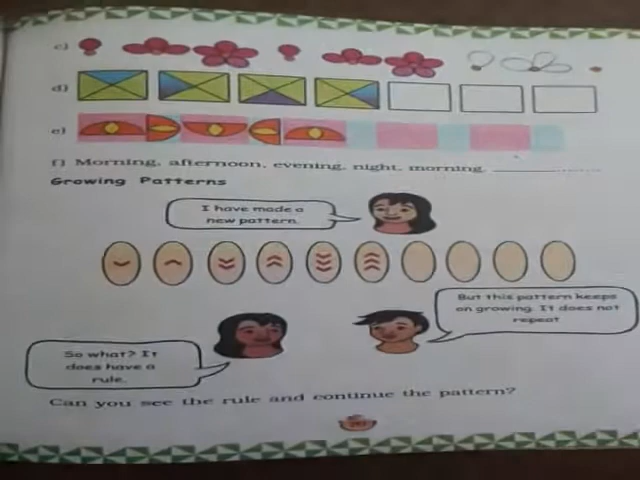 c)
d)
e)
f) Morning, afternoon, evening, night, morning,
Growing Patterns
I have made a
new pattern.
But this pattern keeps
on growing. It does not
repeat
So what? It
does have a
rule.
Can you see the rule and continue the pattern?